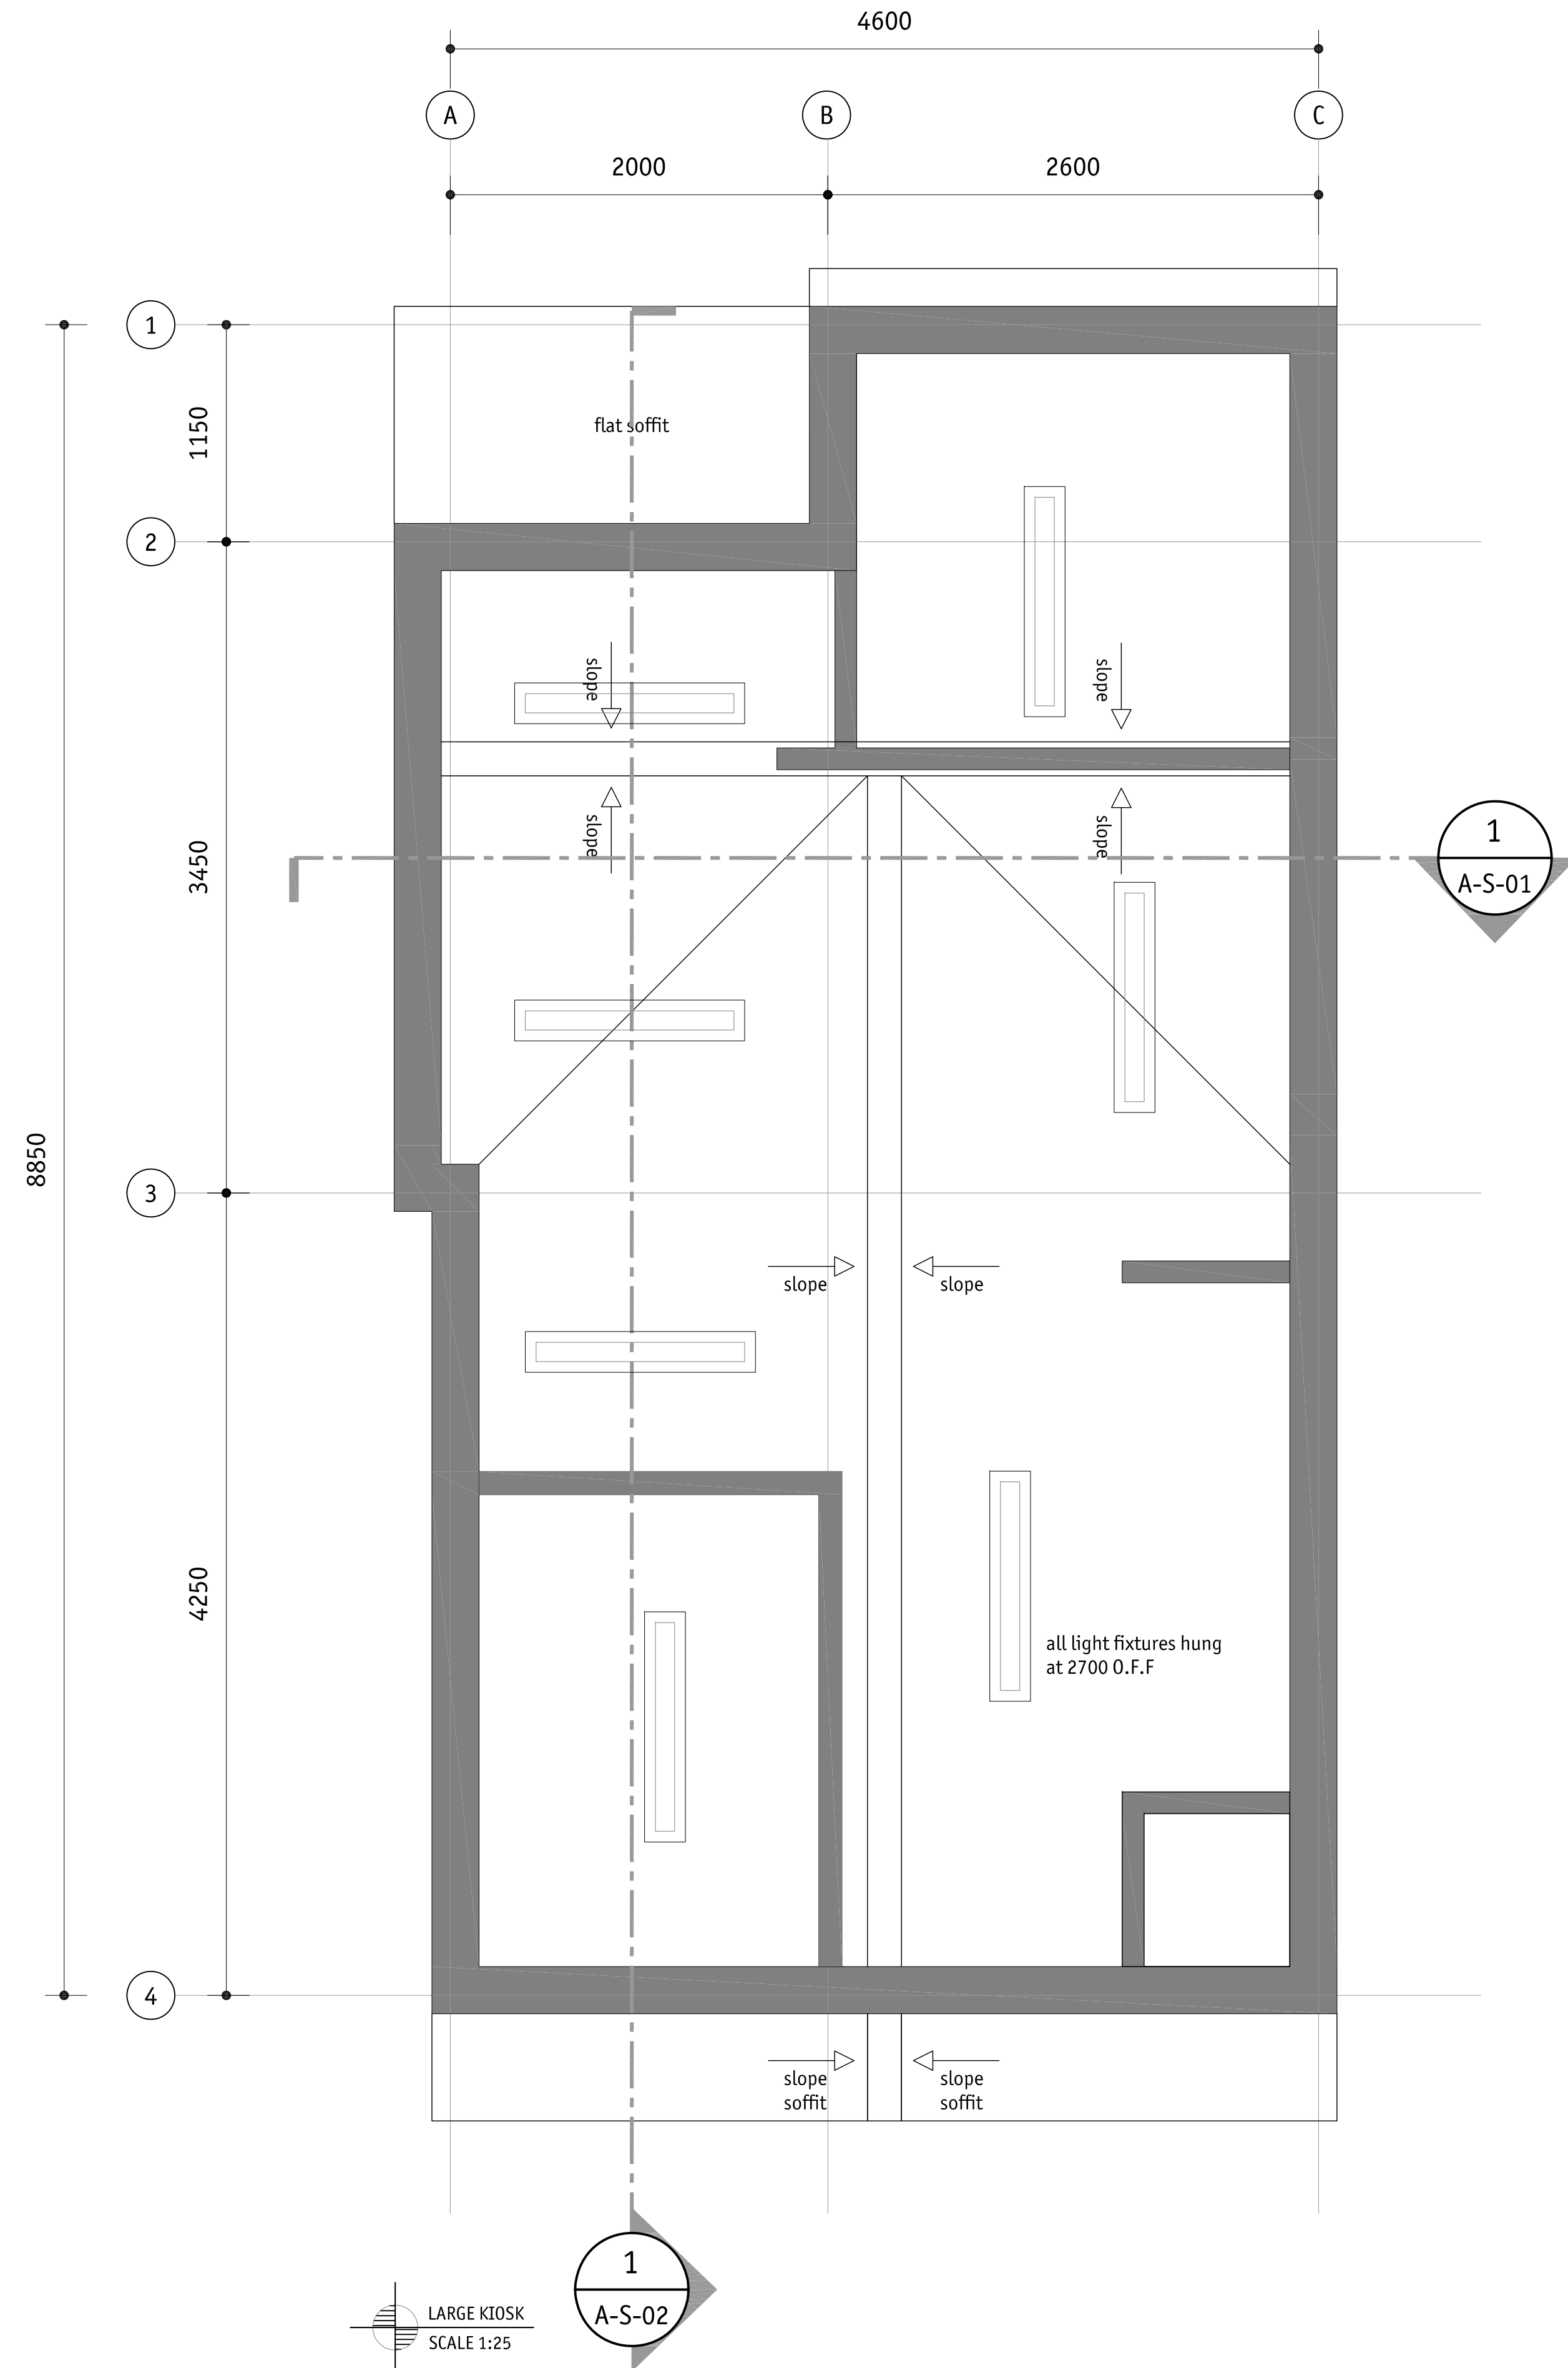 4600
A
B
C
2000
2600
1
1150
flat soffit
2
slope
slope
slope
slope
1
A-S-01
3450
8850
3
slope
slope
4250
all light fixtures hung
at 2700 O.F.F
4
slope
soffit
slope
soffit
1
A-S-02
LARGE KIOSK
SCALE 1:25